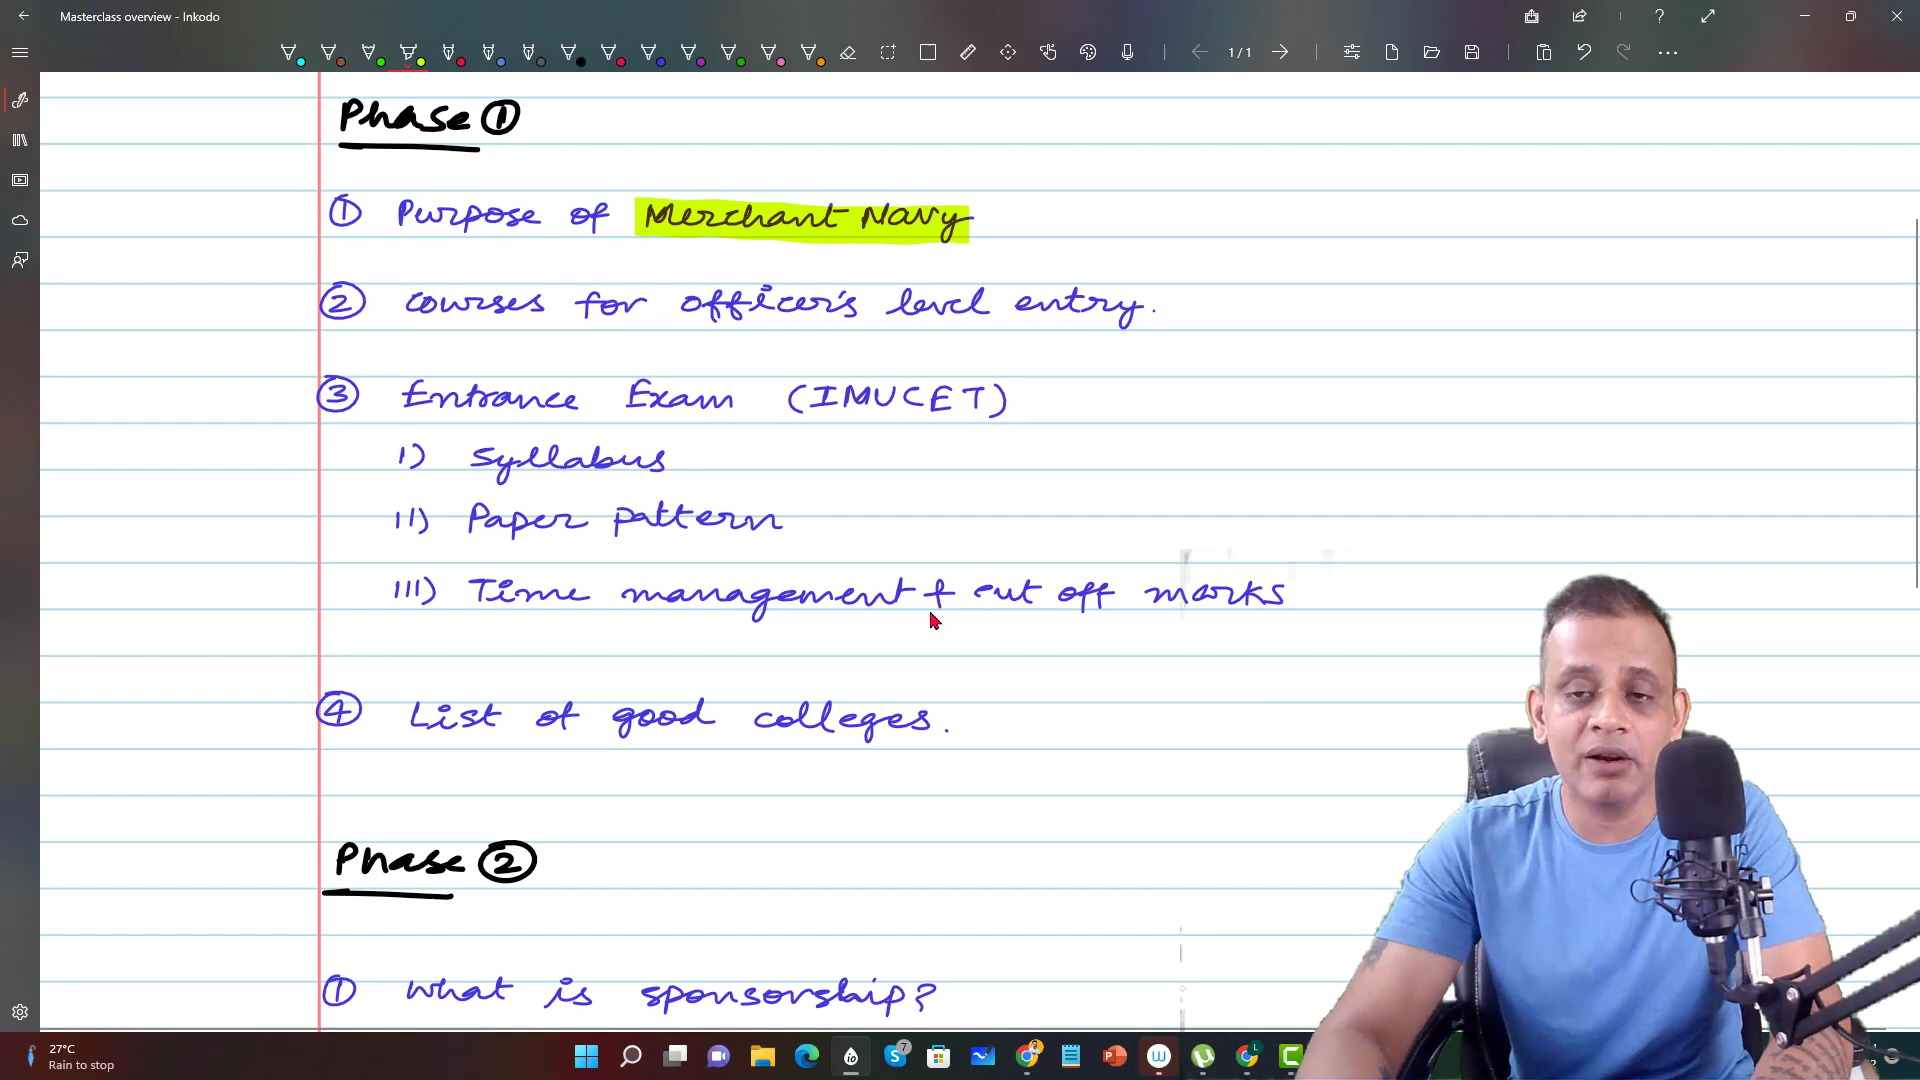 Masterclass overview - Inkodo
1 / 1
Phase ①
① Purpose of Merchant Navy
② Courses for officer's level entry.
③ Entrance Exam (IMUCET)
I) Syllabus
II) Paper pattern
III) Time management + cut off marks
④ List of good colleges.
Phase ②
① What is sponsorship?
27°C
Rain to stop
7